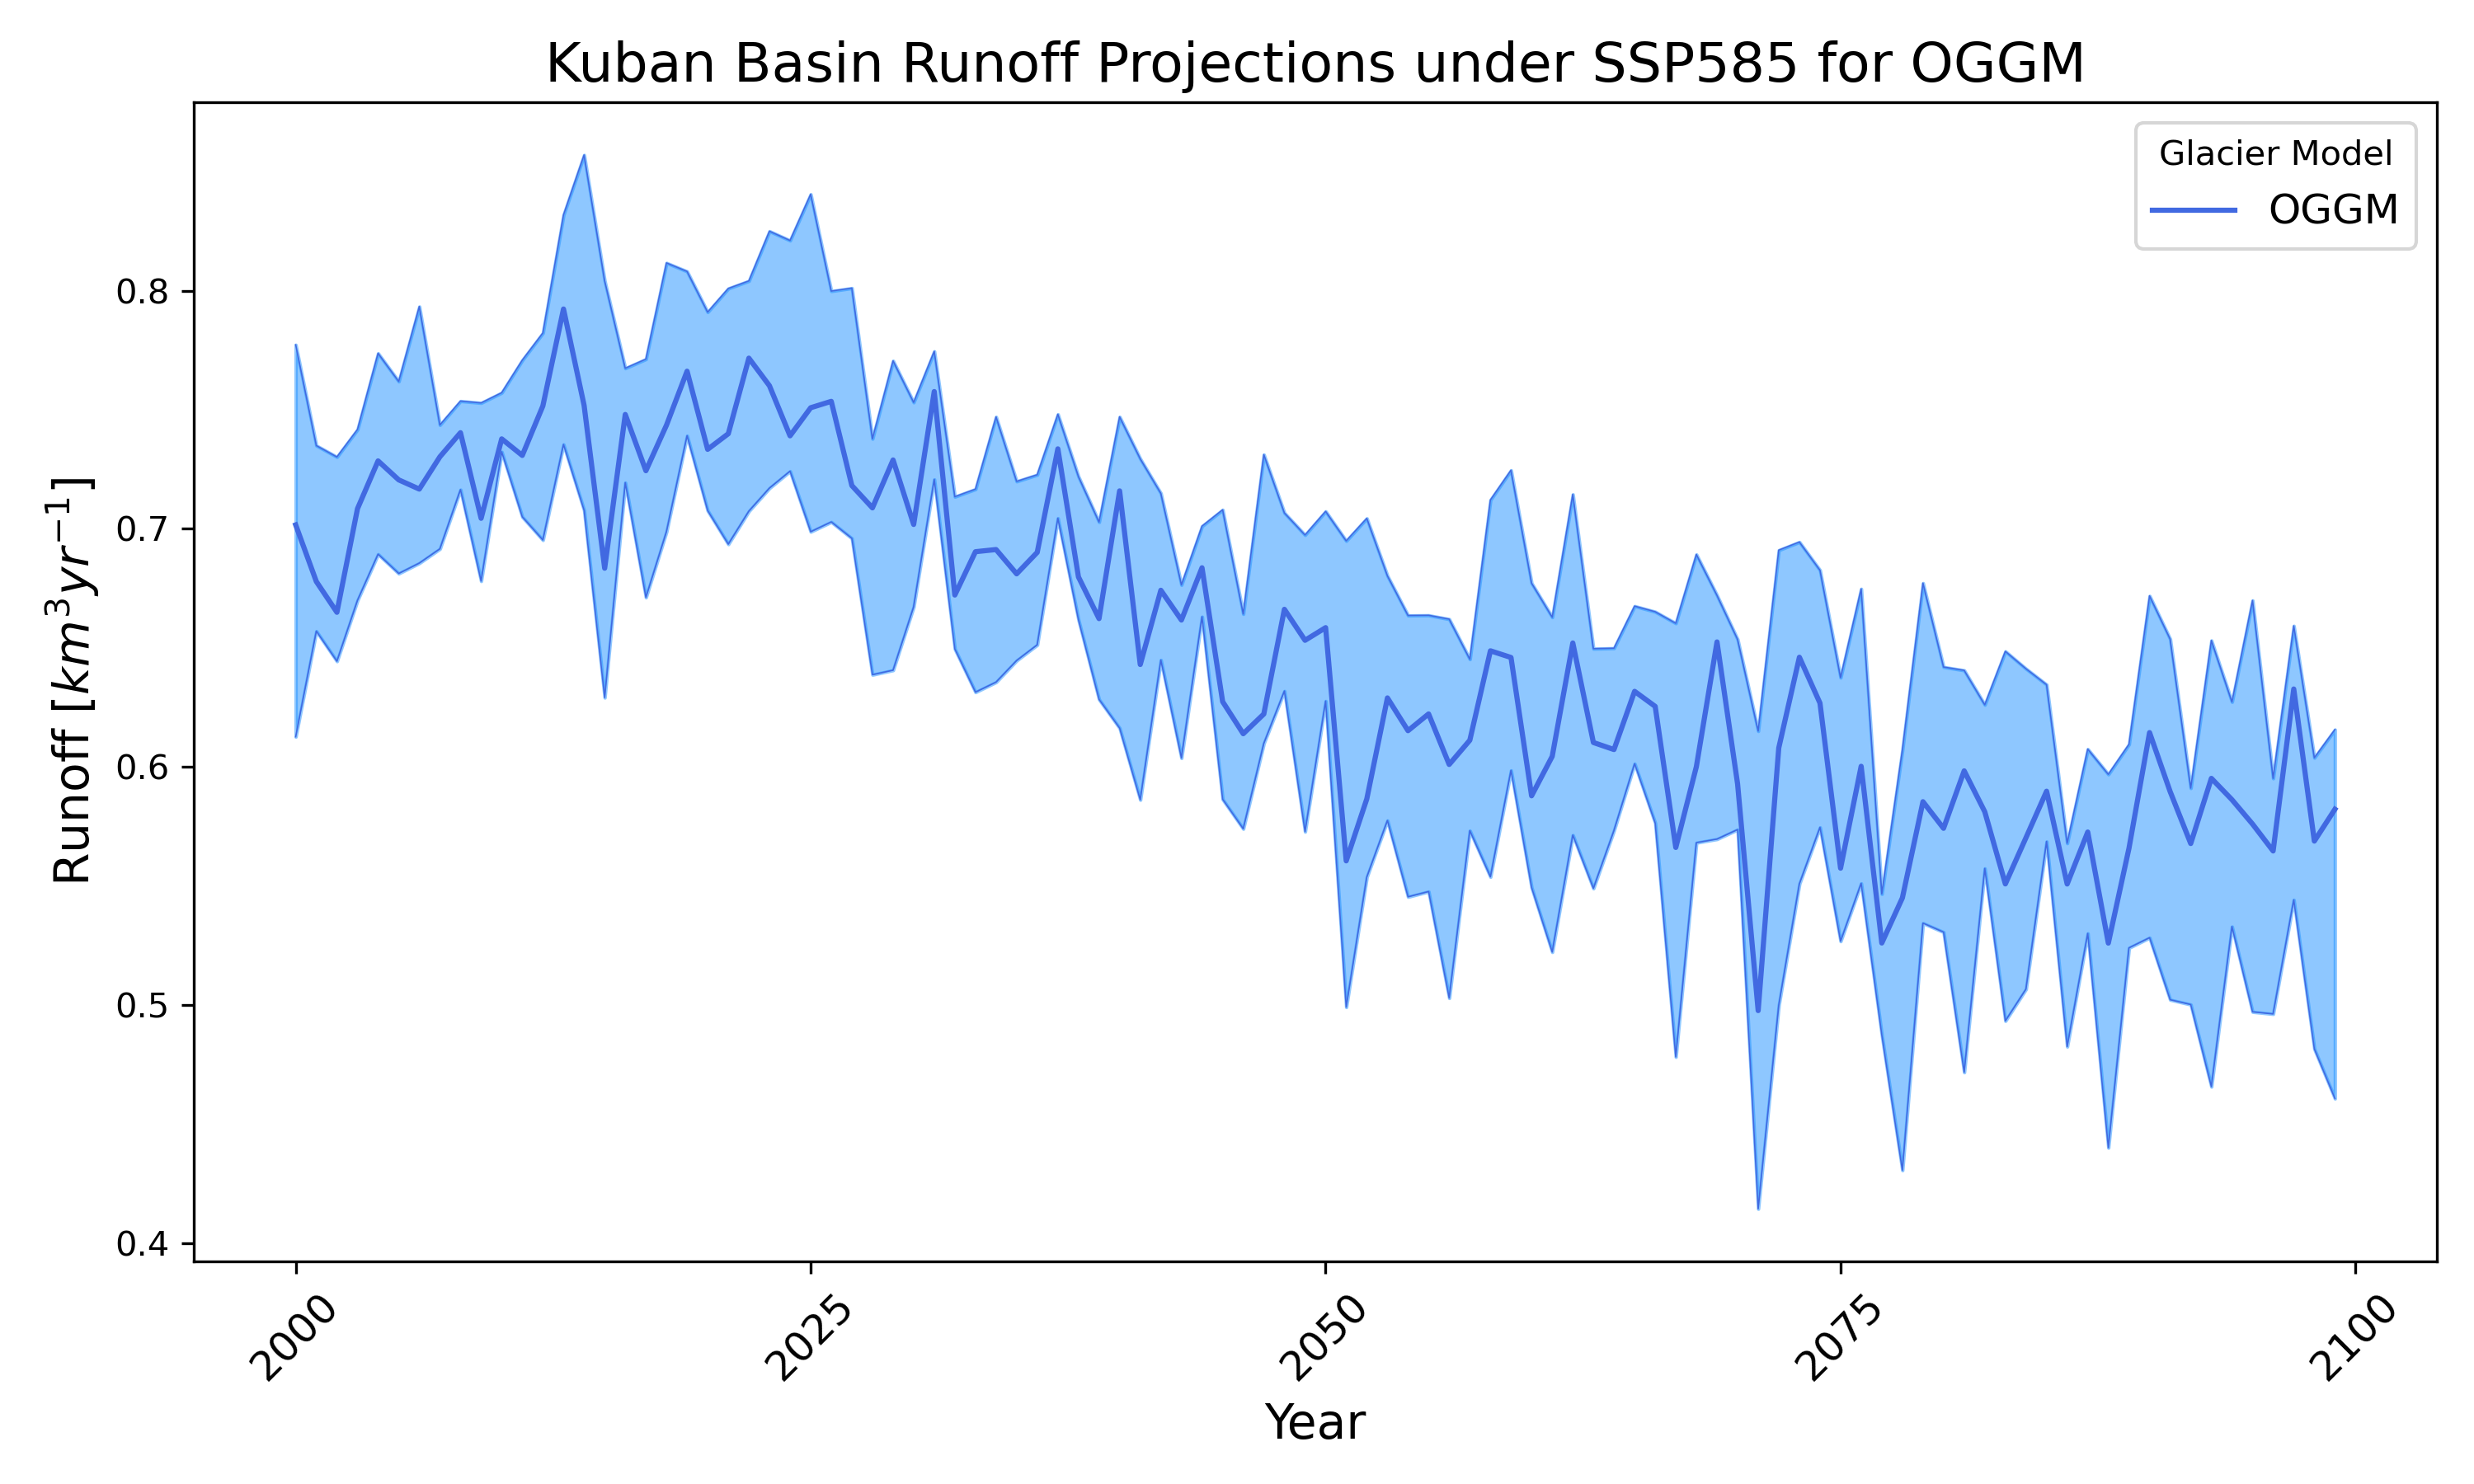 Kuban Basin Runoff Projections under SSP585 for OGGM
Glacier Model
OGGM
Runoff [km³yr⁻¹]
0.8
0.7
0.6
0.5
0.4
2000
2025
2050
2075
2100
Year